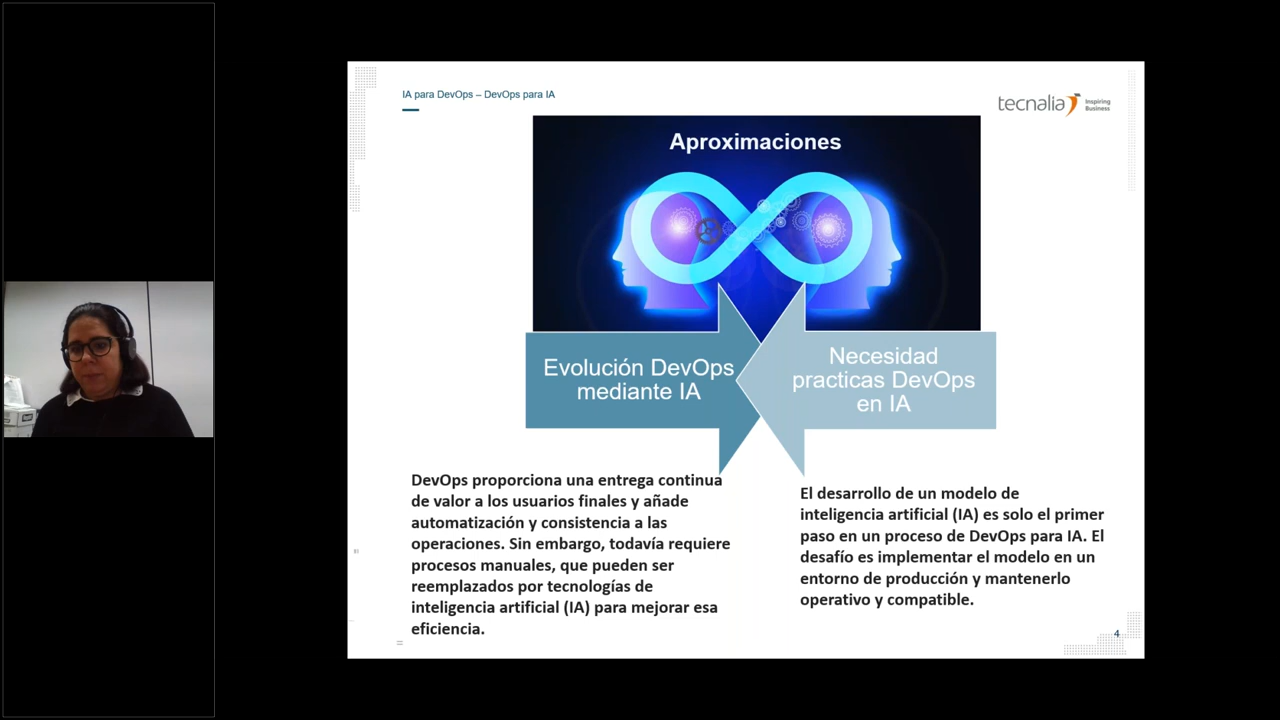 IA para DevOps – DevOps para IA
tecnalia Inspiring
Business
Aproximaciones
Evolución DevOps
mediante IA
Necesidad
practicas DevOps
en IA
DevOps proporciona una entrega continua
de valor a los usuarios finales y añade
automatización y consistencia a las
operaciones. Sin embargo, todavía requiere
procesos manuales, que pueden ser
reemplazados por tecnologías de
inteligencia artificial (IA) para mejorar esa
eficiencia.
El desarrollo de un modelo de
inteligencia artificial (IA) es solo el primer
paso en un proceso de DevOps para IA. El
desafío es implementar el modelo en un
entorno de producción y mantenerlo
operativo y compatible.
4